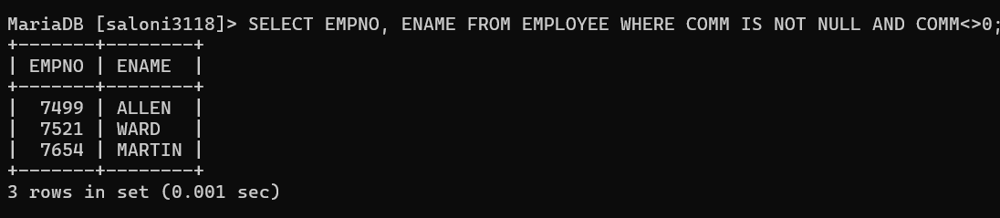 MariaDB [saloni3118]> SELECT EMPNO, ENAME FROM EMPLOYEE WHERE COMM IS NOT NULL AND COMM<>0;
+-------+--------+
| EMPNO | ENAME  |
+-------+--------+
|  7499 | ALLEN  |
|  7521 | WARD   |
|  7654 | MARTIN |
+-------+--------+
3 rows in set (0.001 sec)